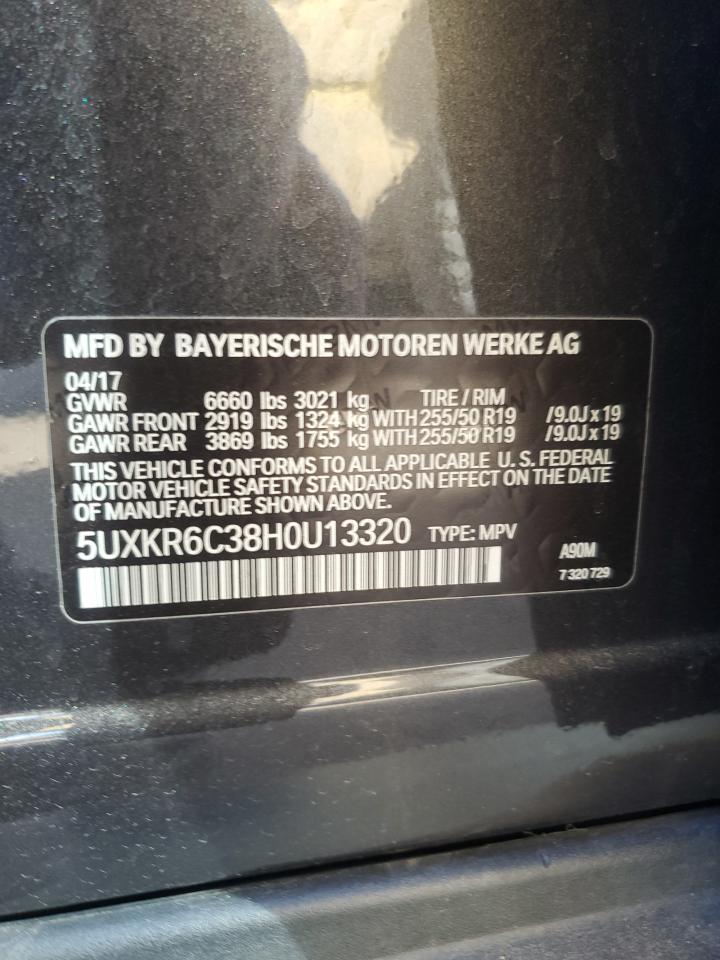 MFD BY BAYERISCHE MOTOREN WERKE AG
04/17
GVWR 6660 lbs 3021 kg TIRE / RIM
GAWR FRONT 2919 lbs 1324 kg WITH 255/50 R19 /9.0J x 19
GAWR REAR 3869 lbs 1755 kg WITH 255/50 R19 /9.0J x 19
THIS VEHICLE CONFORMS TO ALL APPLICABLE U. S. FEDERAL
MOTOR VEHICLE SAFETY STANDARDS IN EFFECT ON THE DATE
OF MANUFACTURE SHOWN ABOVE.
5UXKR6C38H0U13320 TYPE: MPV
A90M
7 320 729